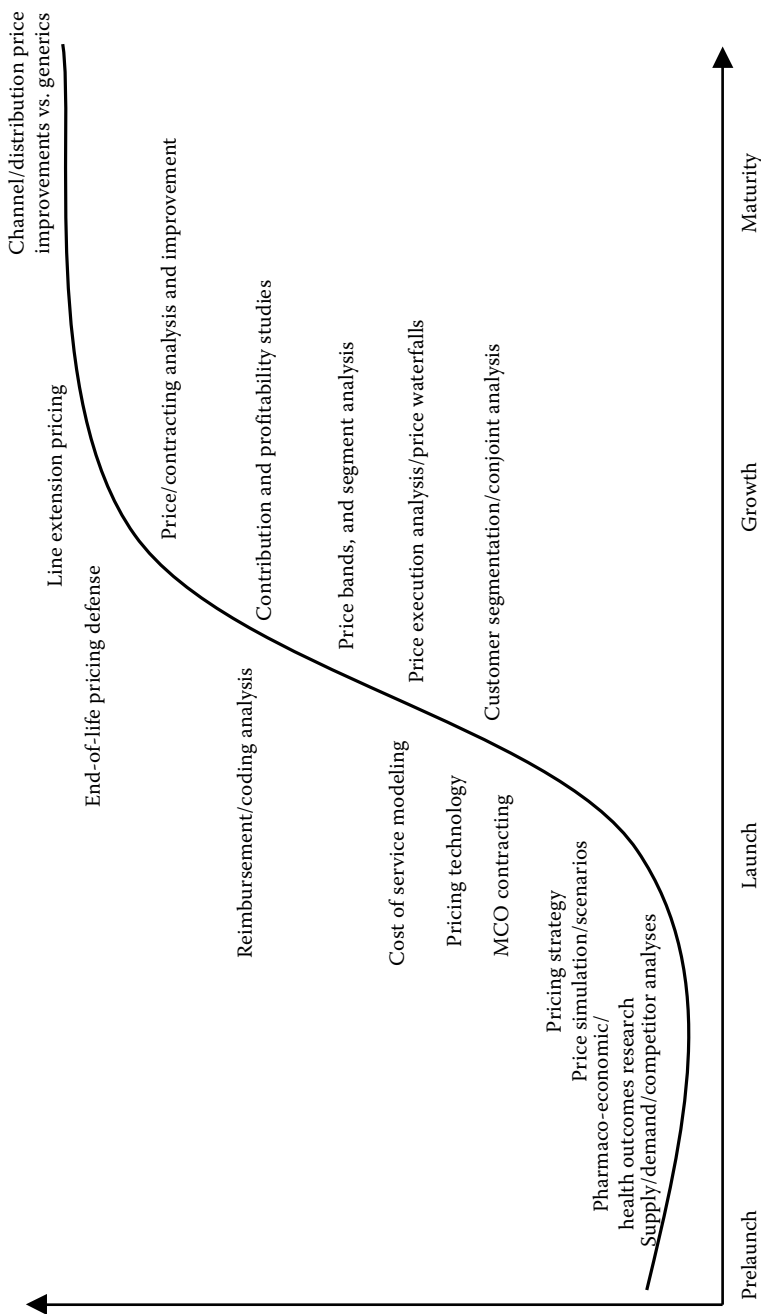 Channel/distribution price
improvements vs. generics
Line extension pricing
End-of-life pricing defense
Price/contracting analysis and improvement
Reimbursement/coding analysis
Contribution and profitability studies
Price bands, and segment analysis
Cost of service modeling
Price execution analysis/price waterfalls
Pricing technology
Customer segmentation/conjoint analysis
MCO contracting
Pricing strategy
Price simulation/scenarios
Pharmaco-economic/
health outcomes research
Supply/demand/competitor analyses
Prelaunch
Launch
Growth
Maturity